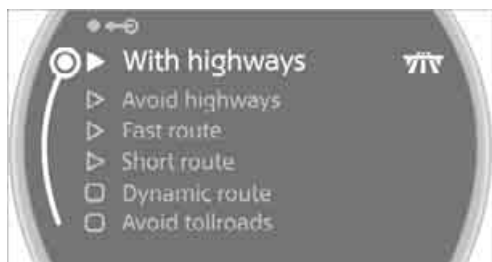 With highways
Avoid highways
Fast route
Short route
Dynamic route
Avoid tollroads